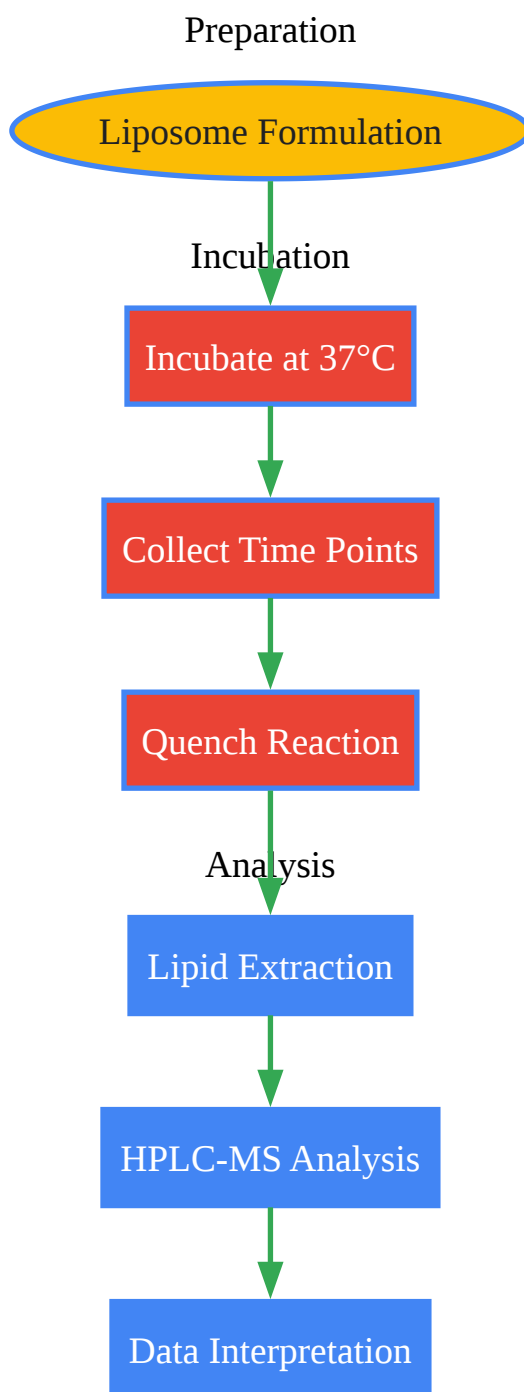 Preparation
Liposome Formulation
Incubation
Incubate at 37°C
Collect Time Points
Quench Reaction
Analysis
Lipid Extraction
HPLC-MS Analysis
Data Interpretation